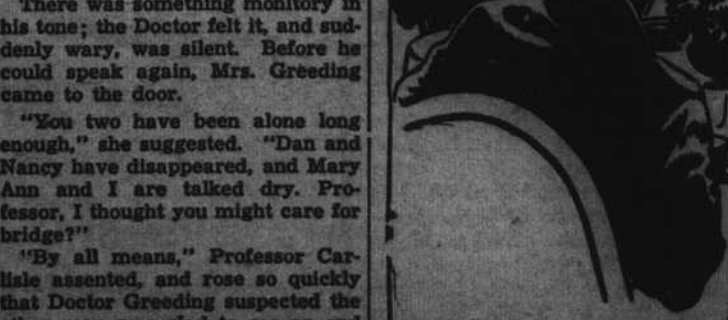 There was something monitory in
his tone; the Doctor felt it, and sud-
denly wary, was silent. Before he
could speak again, Mrs. Greeding
came to the door.
"You two have been alone long
enough," she suggested. "Dan and
Nancy have disappeared, and Mary
Ann and I are talked dry. Pro-
fessor, I thought you might care for
bridge?"
"By all means," Professor Car-
lisle assented, and rose so quickly
that Doctor Greeding suspected the